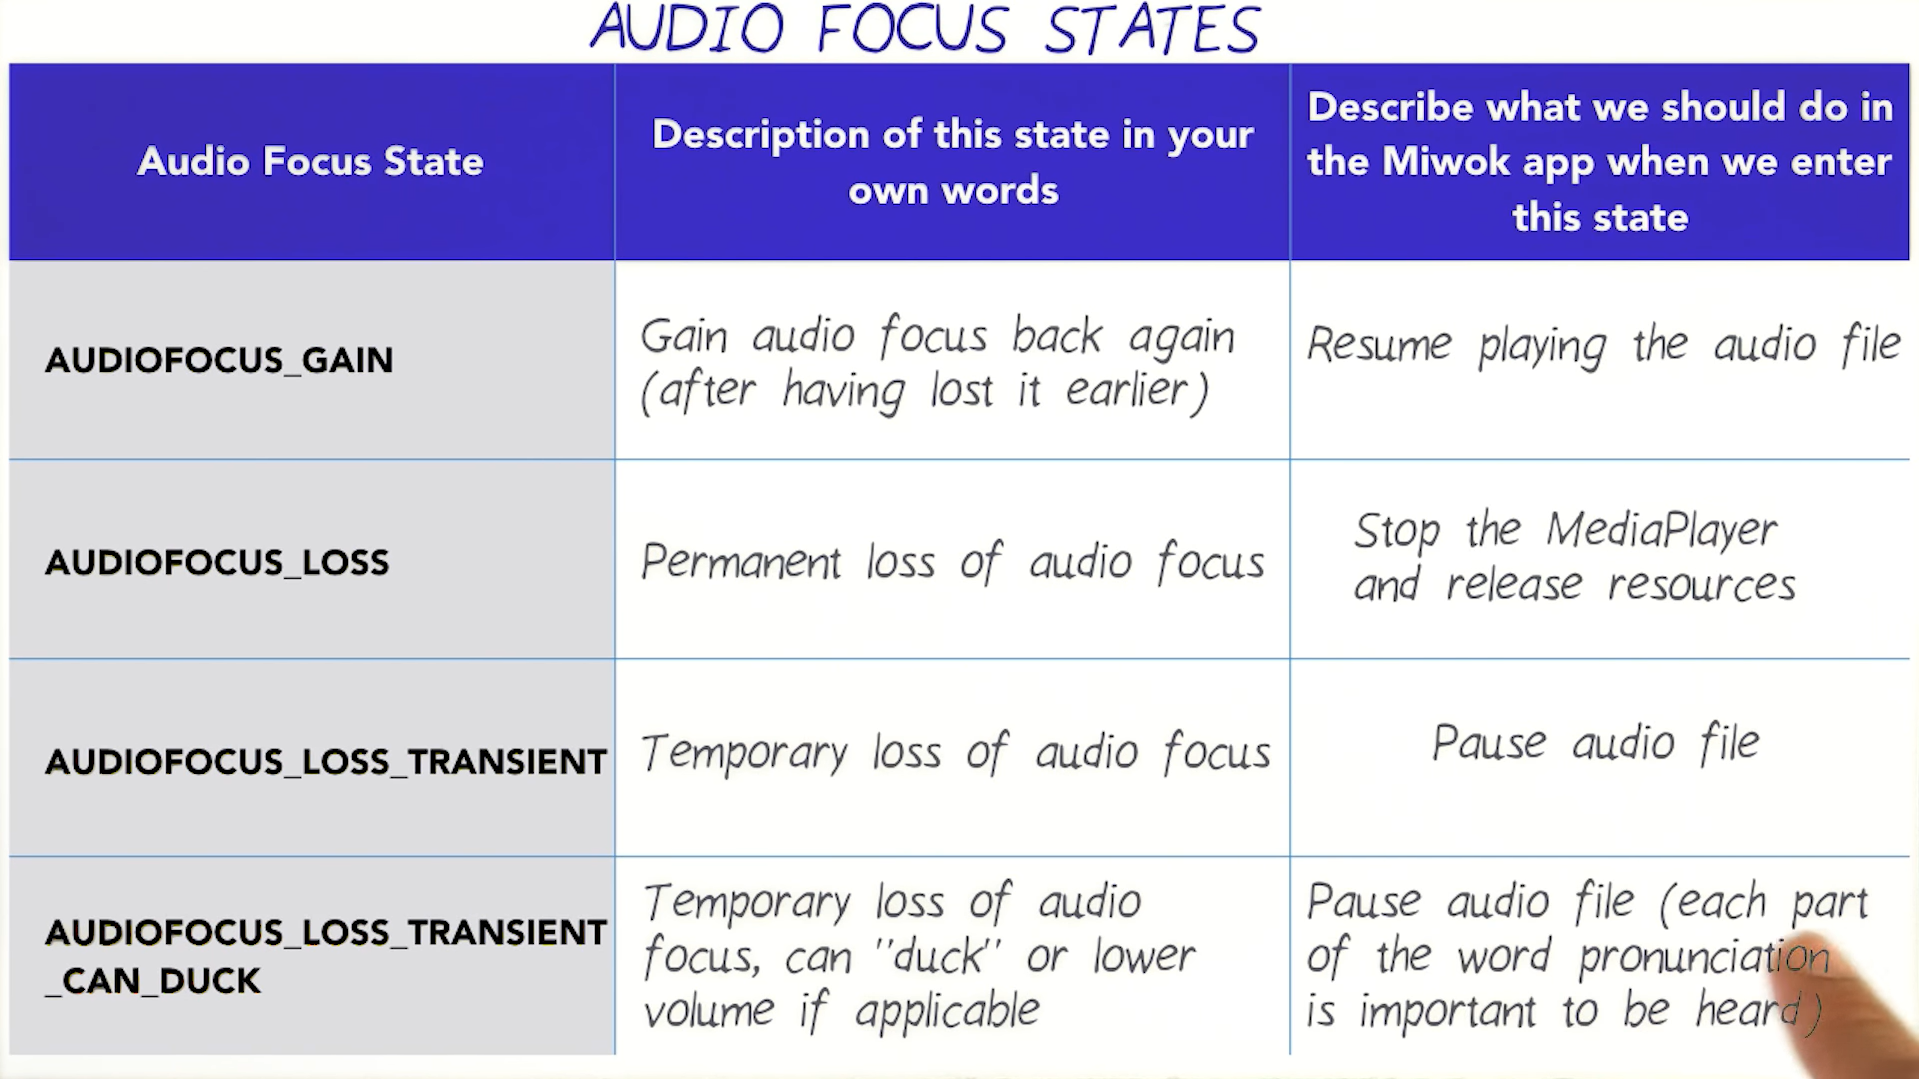 AUDIO FOCUS STATES
Audio Focus State
Description of this state in your
own words
Describe what we should do in
the Miwok app when we enter
this state
AUDIOFOCUS_GAIN
Gain audio focus back again
(after having lost it earlier)
Resume playing the audio file
AUDIOFOCUS_LOSS
Permanent loss of audio focus
Stop the MediaPlayer
and release resources
AUDIOFOCUS_LOSS_TRANSIENT
Temporary loss of audio focus
Pause audio file
AUDIOFOCUS_LOSS_TRANSIENT
_CAN_DUCK
Temporary loss of audio
focus, can "duck" or lower
volume if applicable
Pause audio file (each part
of the word pronunciation
is important to be heard)